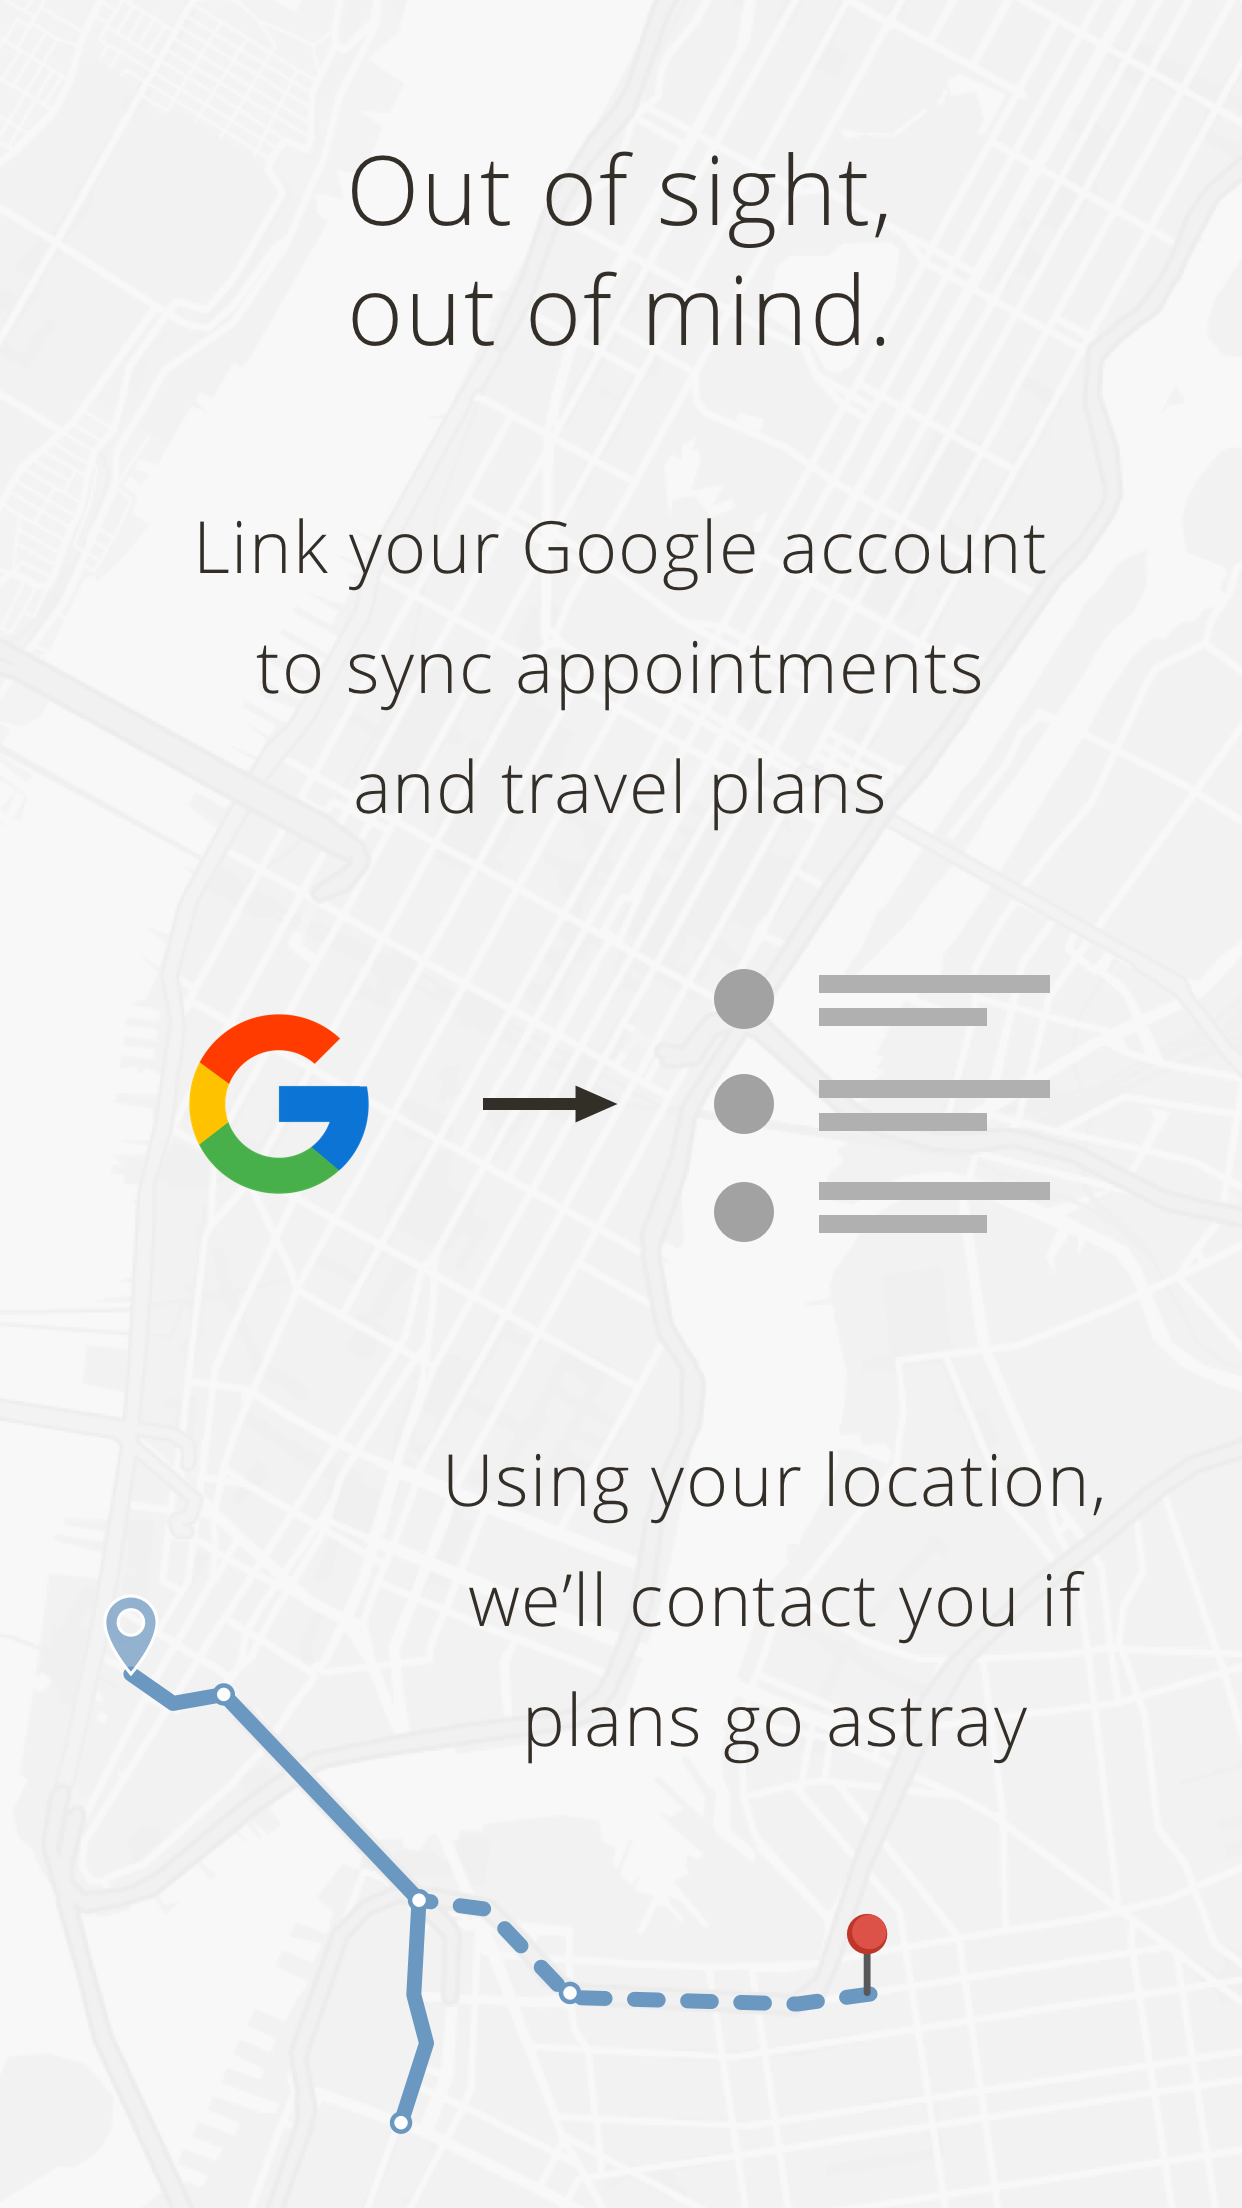 Out of sight,
out of mind.
Link your Google account
to sync appointments
and travel plans
Using your location,
we’ll contact you if
plans go astray